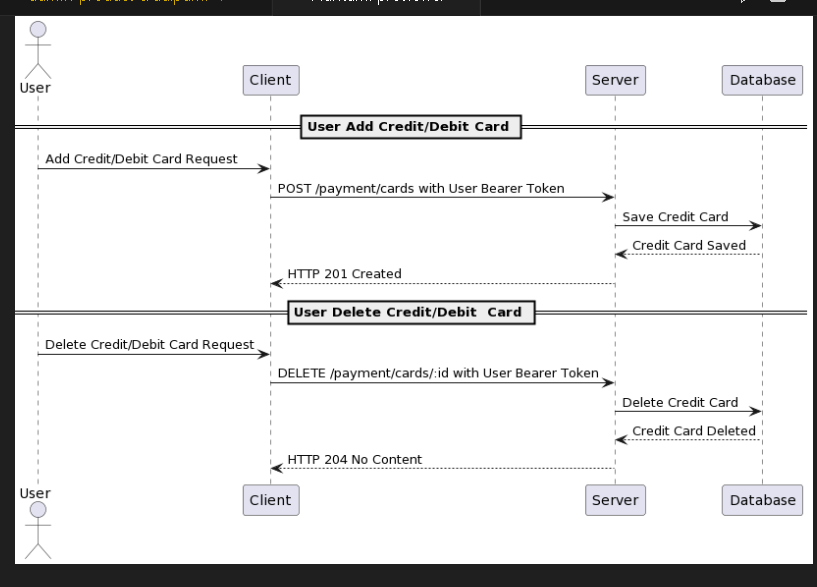 User
Client
Server
Database
User Add Credit/Debit Card
Add Credit/Debit Card Request
POST /payment/cards with User Bearer Token
Save Credit Card
Credit Card Saved
HTTP 201 Created
User Delete Credit/Debit  Card
Delete Credit/Debit Card Request
DELETE /payment/cards/:id with User Bearer Token
Delete Credit Card
Credit Card Deleted
HTTP 204 No Content
User
Client
Server
Database